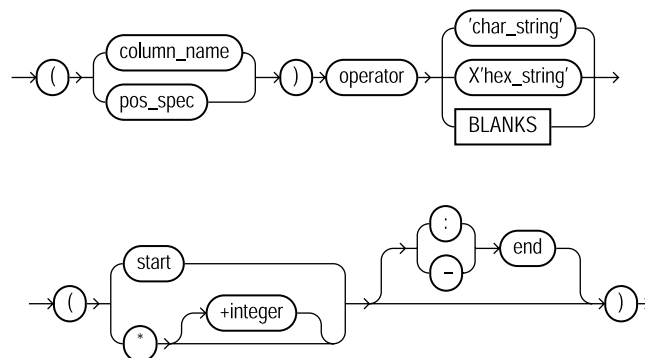 'char_string'
( column_name ) operator X'hex_string'
pos_spec
BLANKS
start : end
-
( +integer )
*